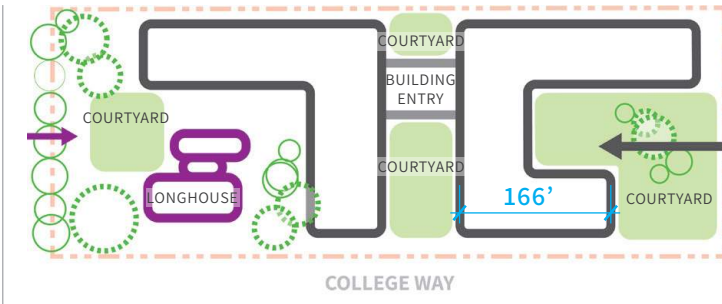 COURTYARD
BUILDING
ENTRY
COURTYARD
COURTYARD
LONGHOUSE
166’
COURTYARD
COLLEGE WAY